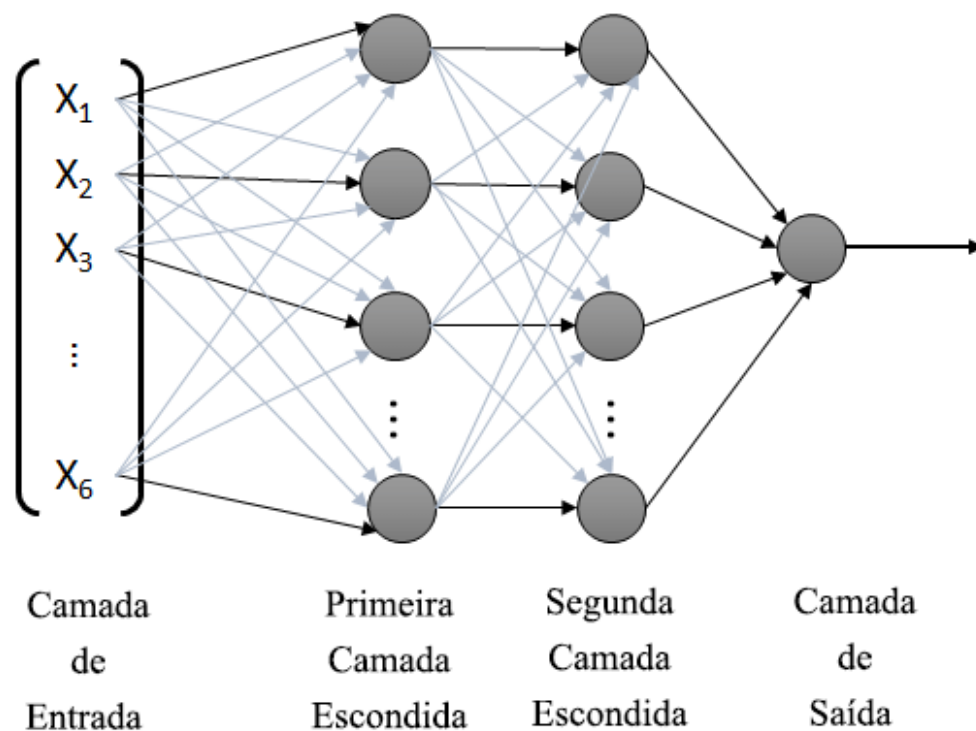 X1
X2
X3
...
X6
...
...
Camada
de
Entrada
Primeira
Camada
Escondida
Segunda
Camada
Escondida
Camada
de
Saída